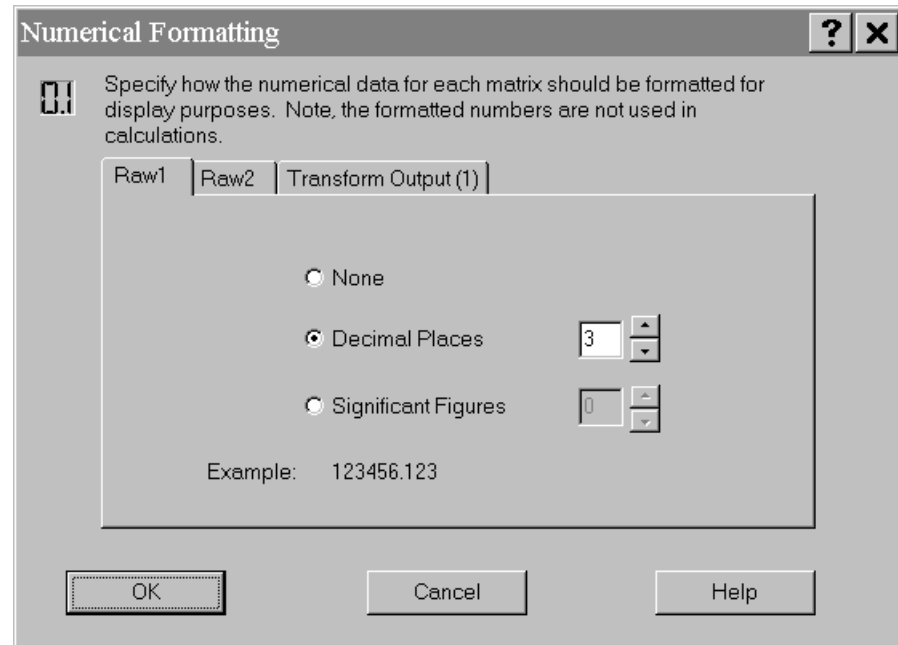 Numerical Formatting
?
0.1
Specify how the numerical data for each matrix should be formatted for
display purposes. Note, the formatted numbers are not used in
calculations.
Raw1 Raw2 Transform Output (1)
None
Decimal Places 3
Significant Figures 0
Example: 123456.123
OK Cancel Help